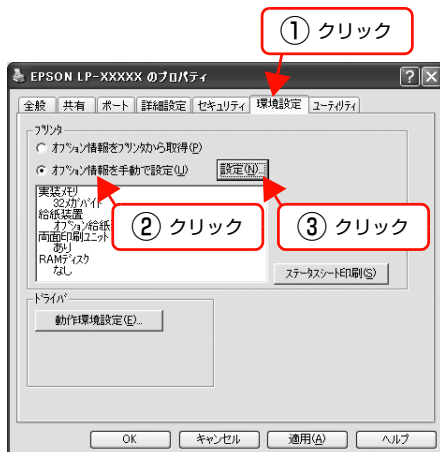 ① クリック
EPSON LP-XXXXX のプロパティ
全般 共有 ポート 詳細設定 セキュリティ 環境設定 ユーティリティ
プリンタ
オプション情報をプリンタから取得(P)
オプション情報を手動で設定(U) 設定(N)...
実装メモリ
32メガバイト
給紙装置
オプション給紙
両面印刷ユニット
あり
RAMディスク
なし
② クリック
③ クリック
ステータスシート印刷(S)
ドライバ
動作環境設定(E)...
OK キャンセル 適用(A) ヘルプ